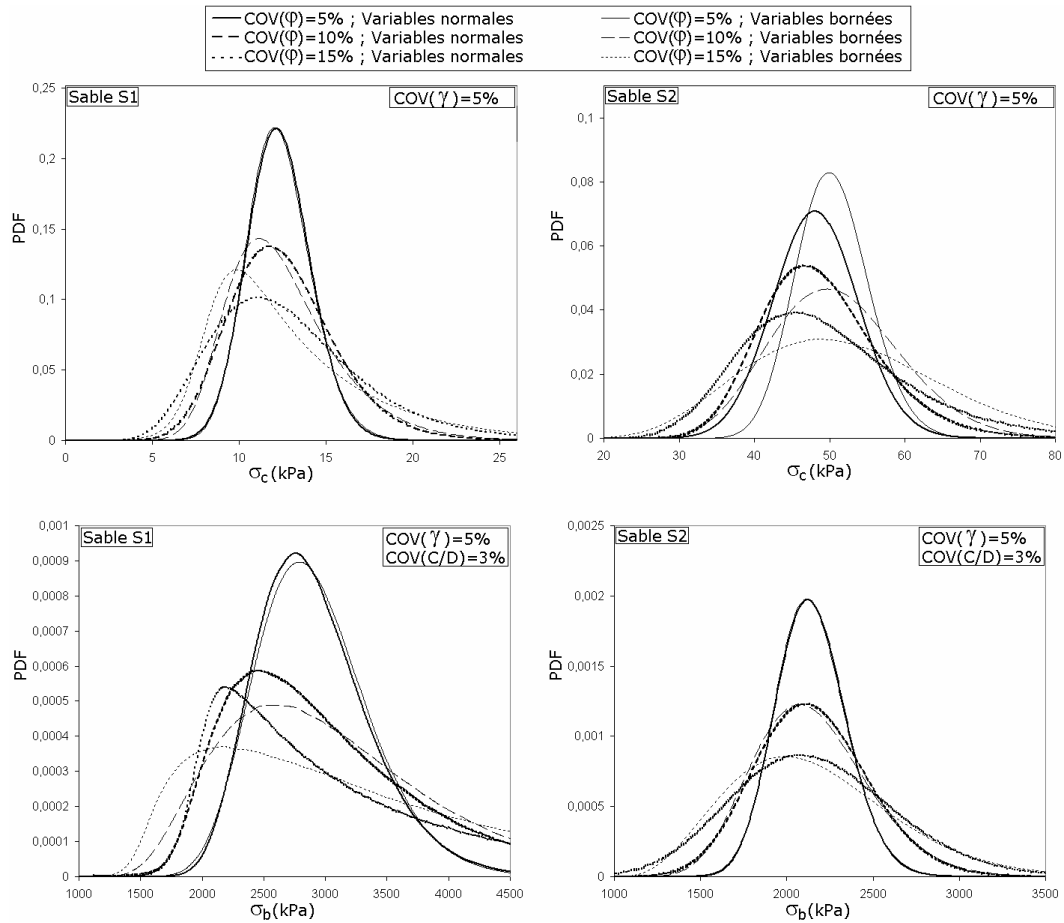 COV(φ)=5% ; Variables normales
COV(φ)=5% ; Variables bornées
COV(φ)=10% ; Variables normales
COV(φ)=10% ; Variables bornées
COV(φ)=15% ; Variables normales
COV(φ)=15% ; Variables bornées
Sable S1
COV(γ)=5%
0,25
0,2
0,15
0,1
0,05
0
PDF
0 5 10 15 20 25
σc(kPa)
Sable S2
COV(γ)=5%
0,1
0,08
0,06
0,04
0,02
0
PDF
20 30 40 50 60 70 80
σc(kPa)
Sable S1
COV(γ)=5%
COV(C/D)=3%
0,001
0,0009
0,0008
0,0007
0,0006
0,0005
0,0004
0,0003
0,0002
0,0001
0
PDF
1000 1500 2000 2500 3000 3500 4000 4500
σb(kPa)
Sable S2
COV(γ)=5%
COV(C/D)=3%
0,0025
0,002
0,0015
0,001
0,0005
0
PDF
1000 1500 2000 2500 3000 3500
σb(kPa)